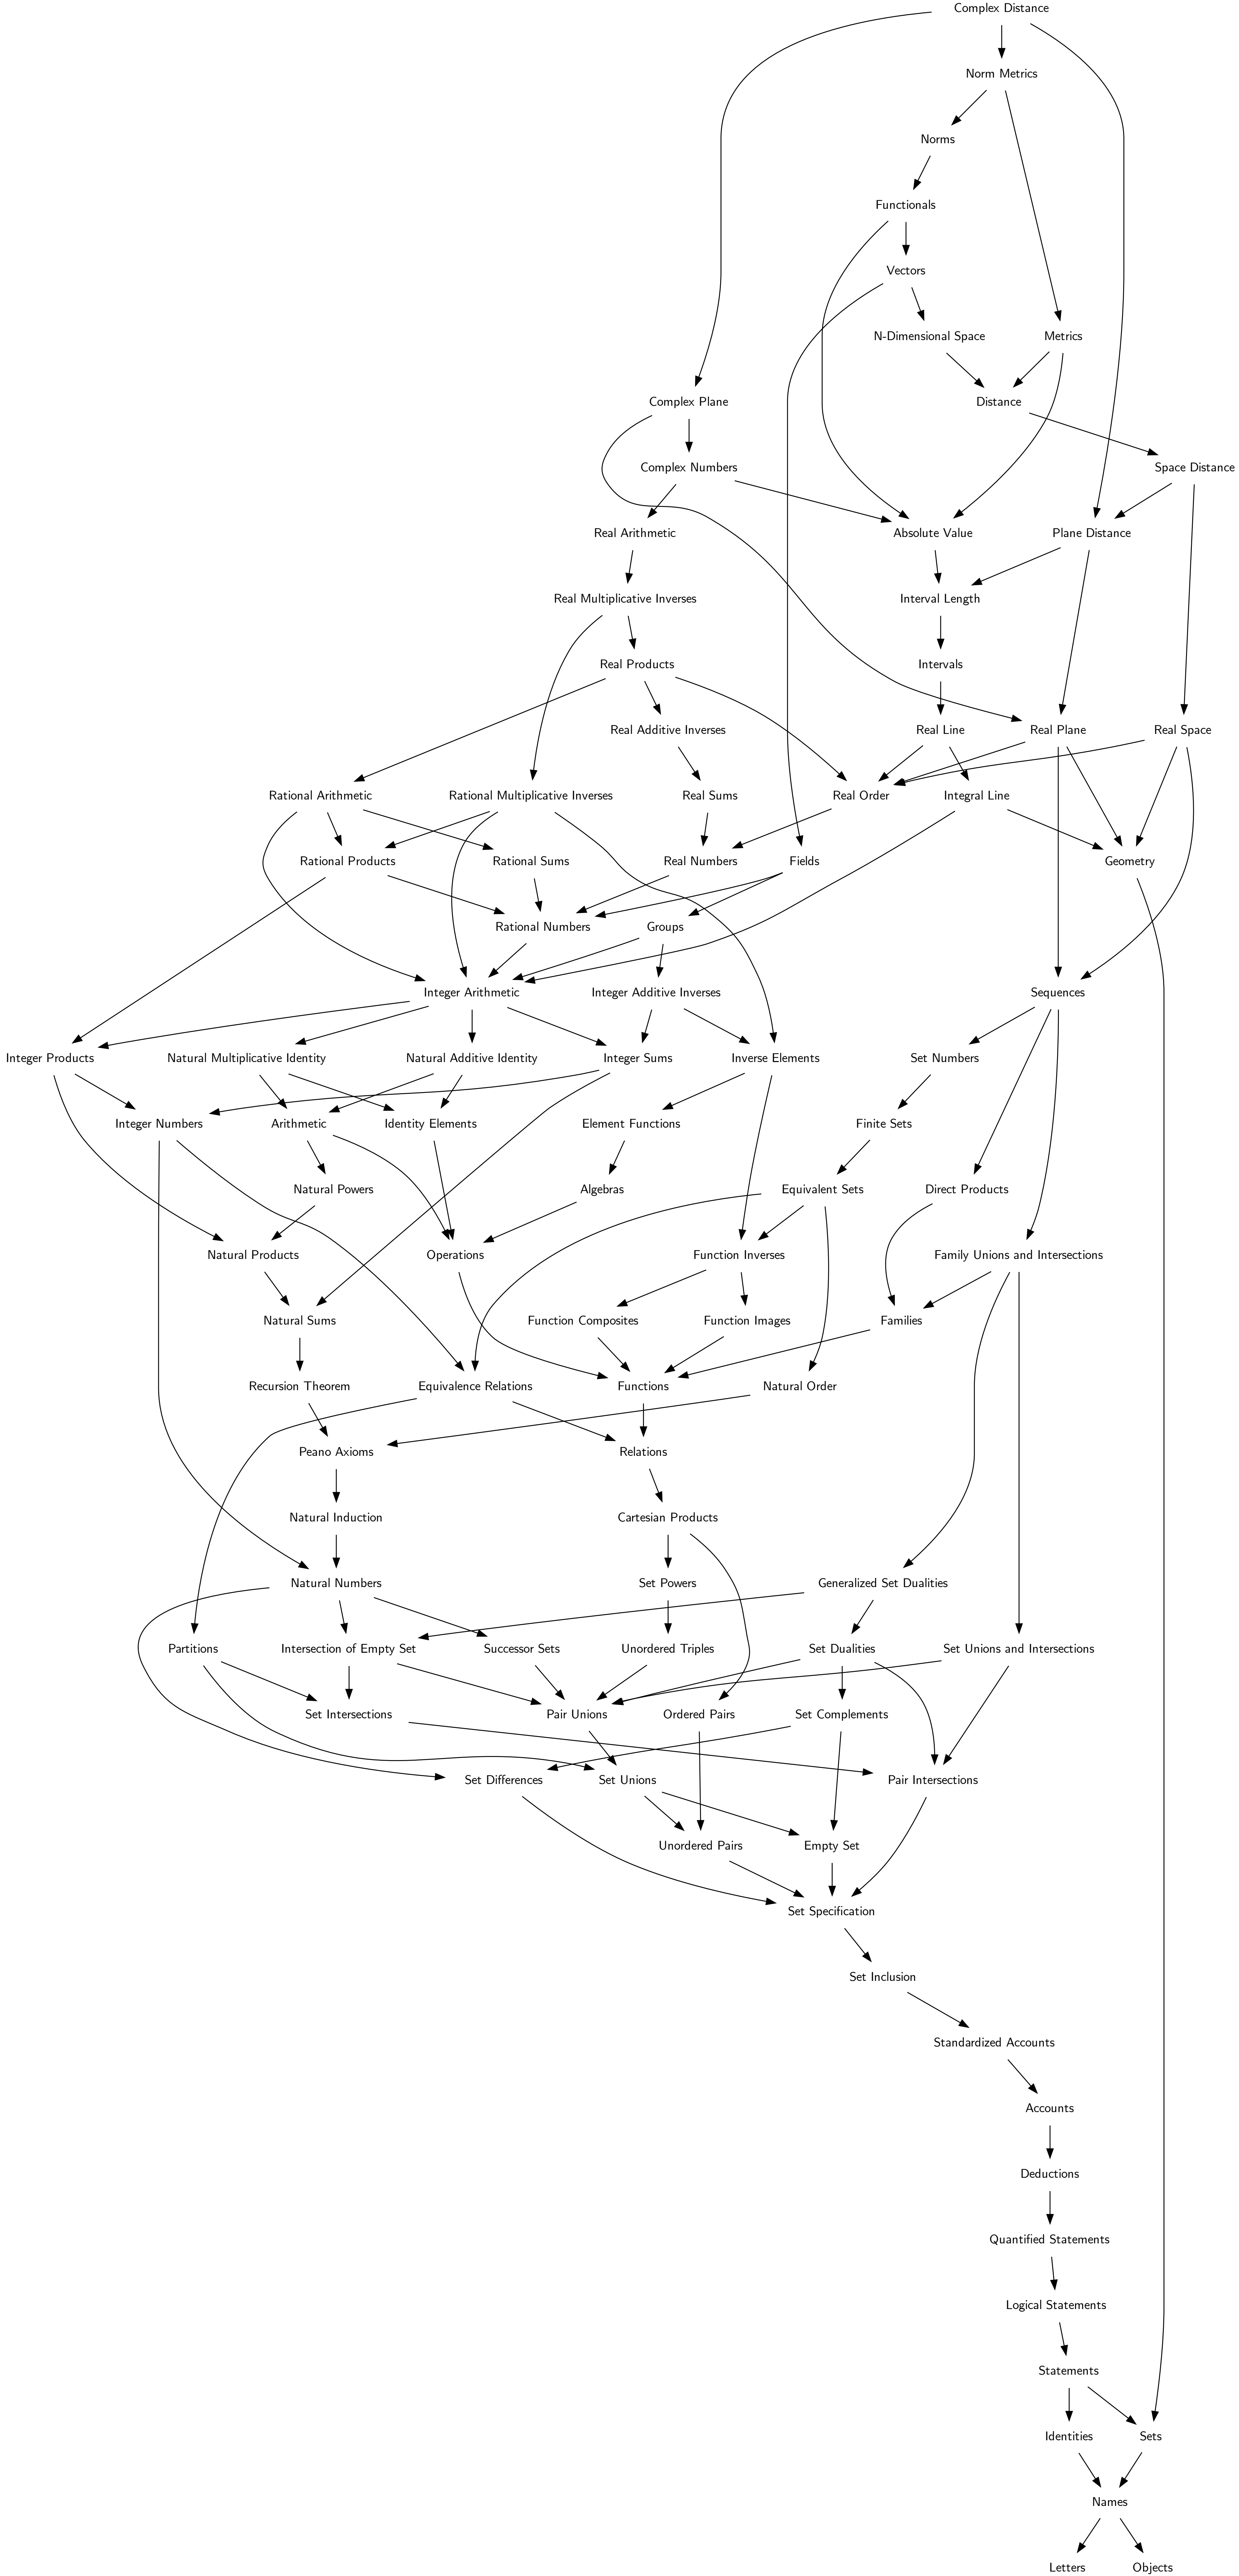 Complex Distance
Norm Metrics
Norms
Functionals
Vectors
N-Dimensional Space
Metrics
Complex Plane
Distance
Complex Numbers
Space Distance
Real Arithmetic
Absolute Value
Plane Distance
Real Multiplicative Inverses
Interval Length
Real Products
Intervals
Real Additive Inverses
Real Line
Real Plane
Real Space
Rational Arithmetic
Rational Multiplicative Inverses
Real Sums
Real Order
Integral Line
Rational Products
Rational Sums
Real Numbers
Fields
Geometry
Rational Numbers
Groups
Integer Arithmetic
Integer Additive Inverses
Sequences
Integer Products
Natural Multiplicative Identity
Natural Additive Identity
Integer Sums
Inverse Elements
Set Numbers
Integer Numbers
Arithmetic
Identity Elements
Element Functions
Finite Sets
Natural Powers
Algebras
Equivalent Sets
Direct Products
Natural Products
Operations
Function Inverses
Family Unions and Intersections
Natural Sums
Function Composites
Function Images
Families
Recursion Theorem
Equivalence Relations
Functions
Natural Order
Peano Axioms
Relations
Natural Induction
Cartesian Products
Natural Numbers
Set Powers
Generalized Set Dualities
Partitions
Intersection of Empty Set
Successor Sets
Unordered Triples
Set Dualities
Set Unions and Intersections
Set Intersections
Pair Unions
Ordered Pairs
Set Complements
Set Differences
Set Unions
Pair Intersections
Unordered Pairs
Empty Set
Set Specification
Set Inclusion
Standardized Accounts
Accounts
Deductions
Quantified Statements
Logical Statements
Statements
Identities
Sets
Names
Letters
Objects